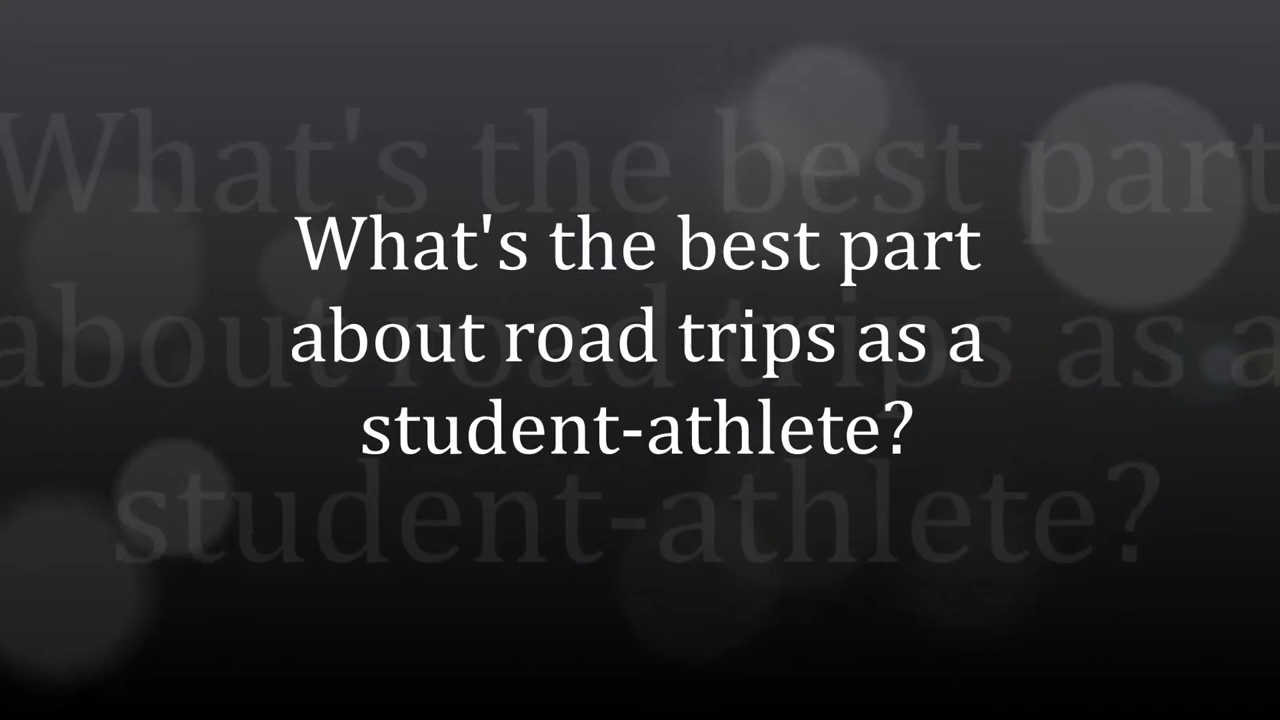 What's the best part
about road trips as a
student-athlete?